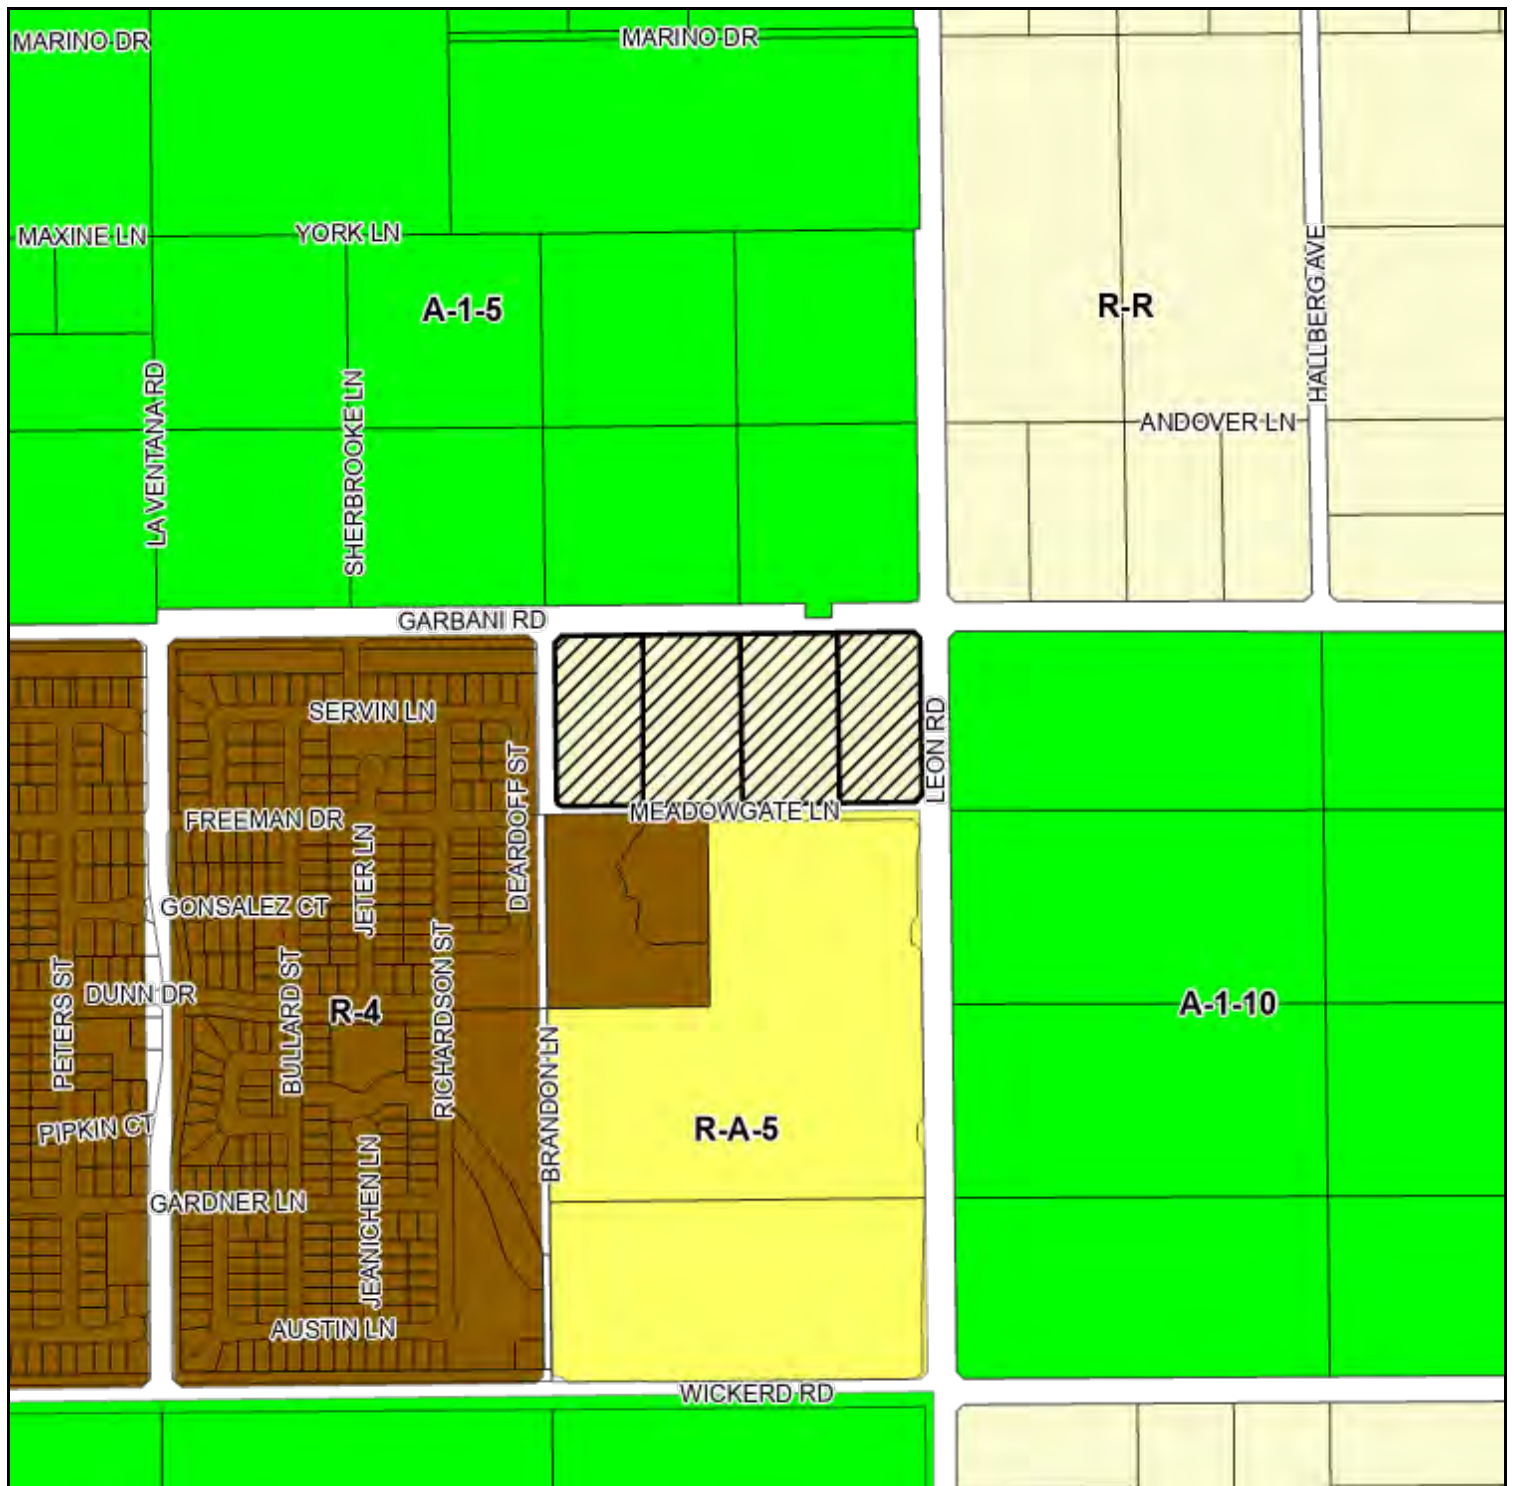 MARINO DR
MARINO DR
MAXINE LN
YORK LN
A-1-5
R-R
HALLBERG AVE
LA VENTANA RD
SHERBROOKE LN
ANDOVER LN
GARBANI RD
SERVIN LN
DEARDOFF ST
LEON RD
MEADOWGATE LN
FREEMAN DR
JETER LN
GONSALEZ CT
PETERS ST
DUNN DR
BULLARD ST
R-4
RICHARDSON ST
A-1-10
BRANDON LN
PIPKIN CT
R-A-5
GARDNER LN
JEANICHEN LN
AUSTIN LN
WICKERD RD